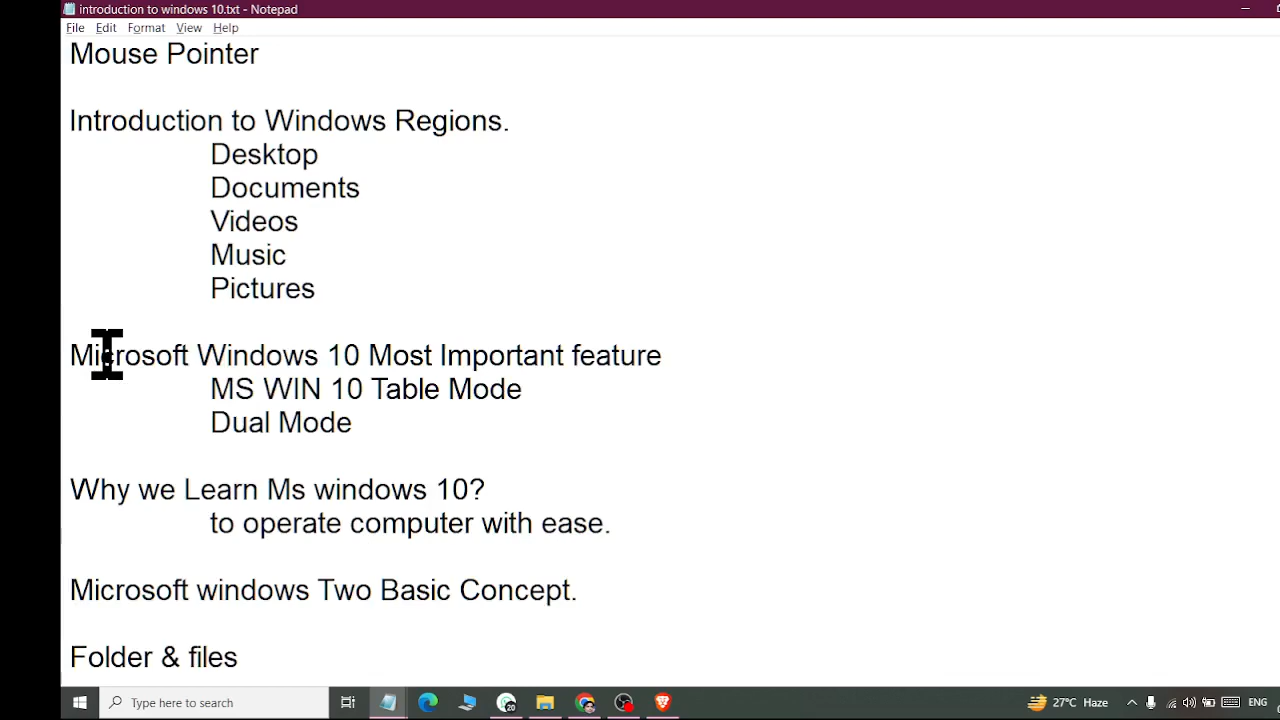 introduction to windows 10.txt - Notepad
File Edit Format View Help
Mouse Pointer
Introduction to Windows Regions.
Desktop
Documents
Videos
Music
Pictures
Microsoft Windows 10 Most Important feature
MS WIN 10 Table Mode
Dual Mode
Why we Learn Ms windows 10?
to operate computer with ease.
Microsoft windows Two Basic Concept.
Folder & files
Type here to search
20
27°C Haze
ENG